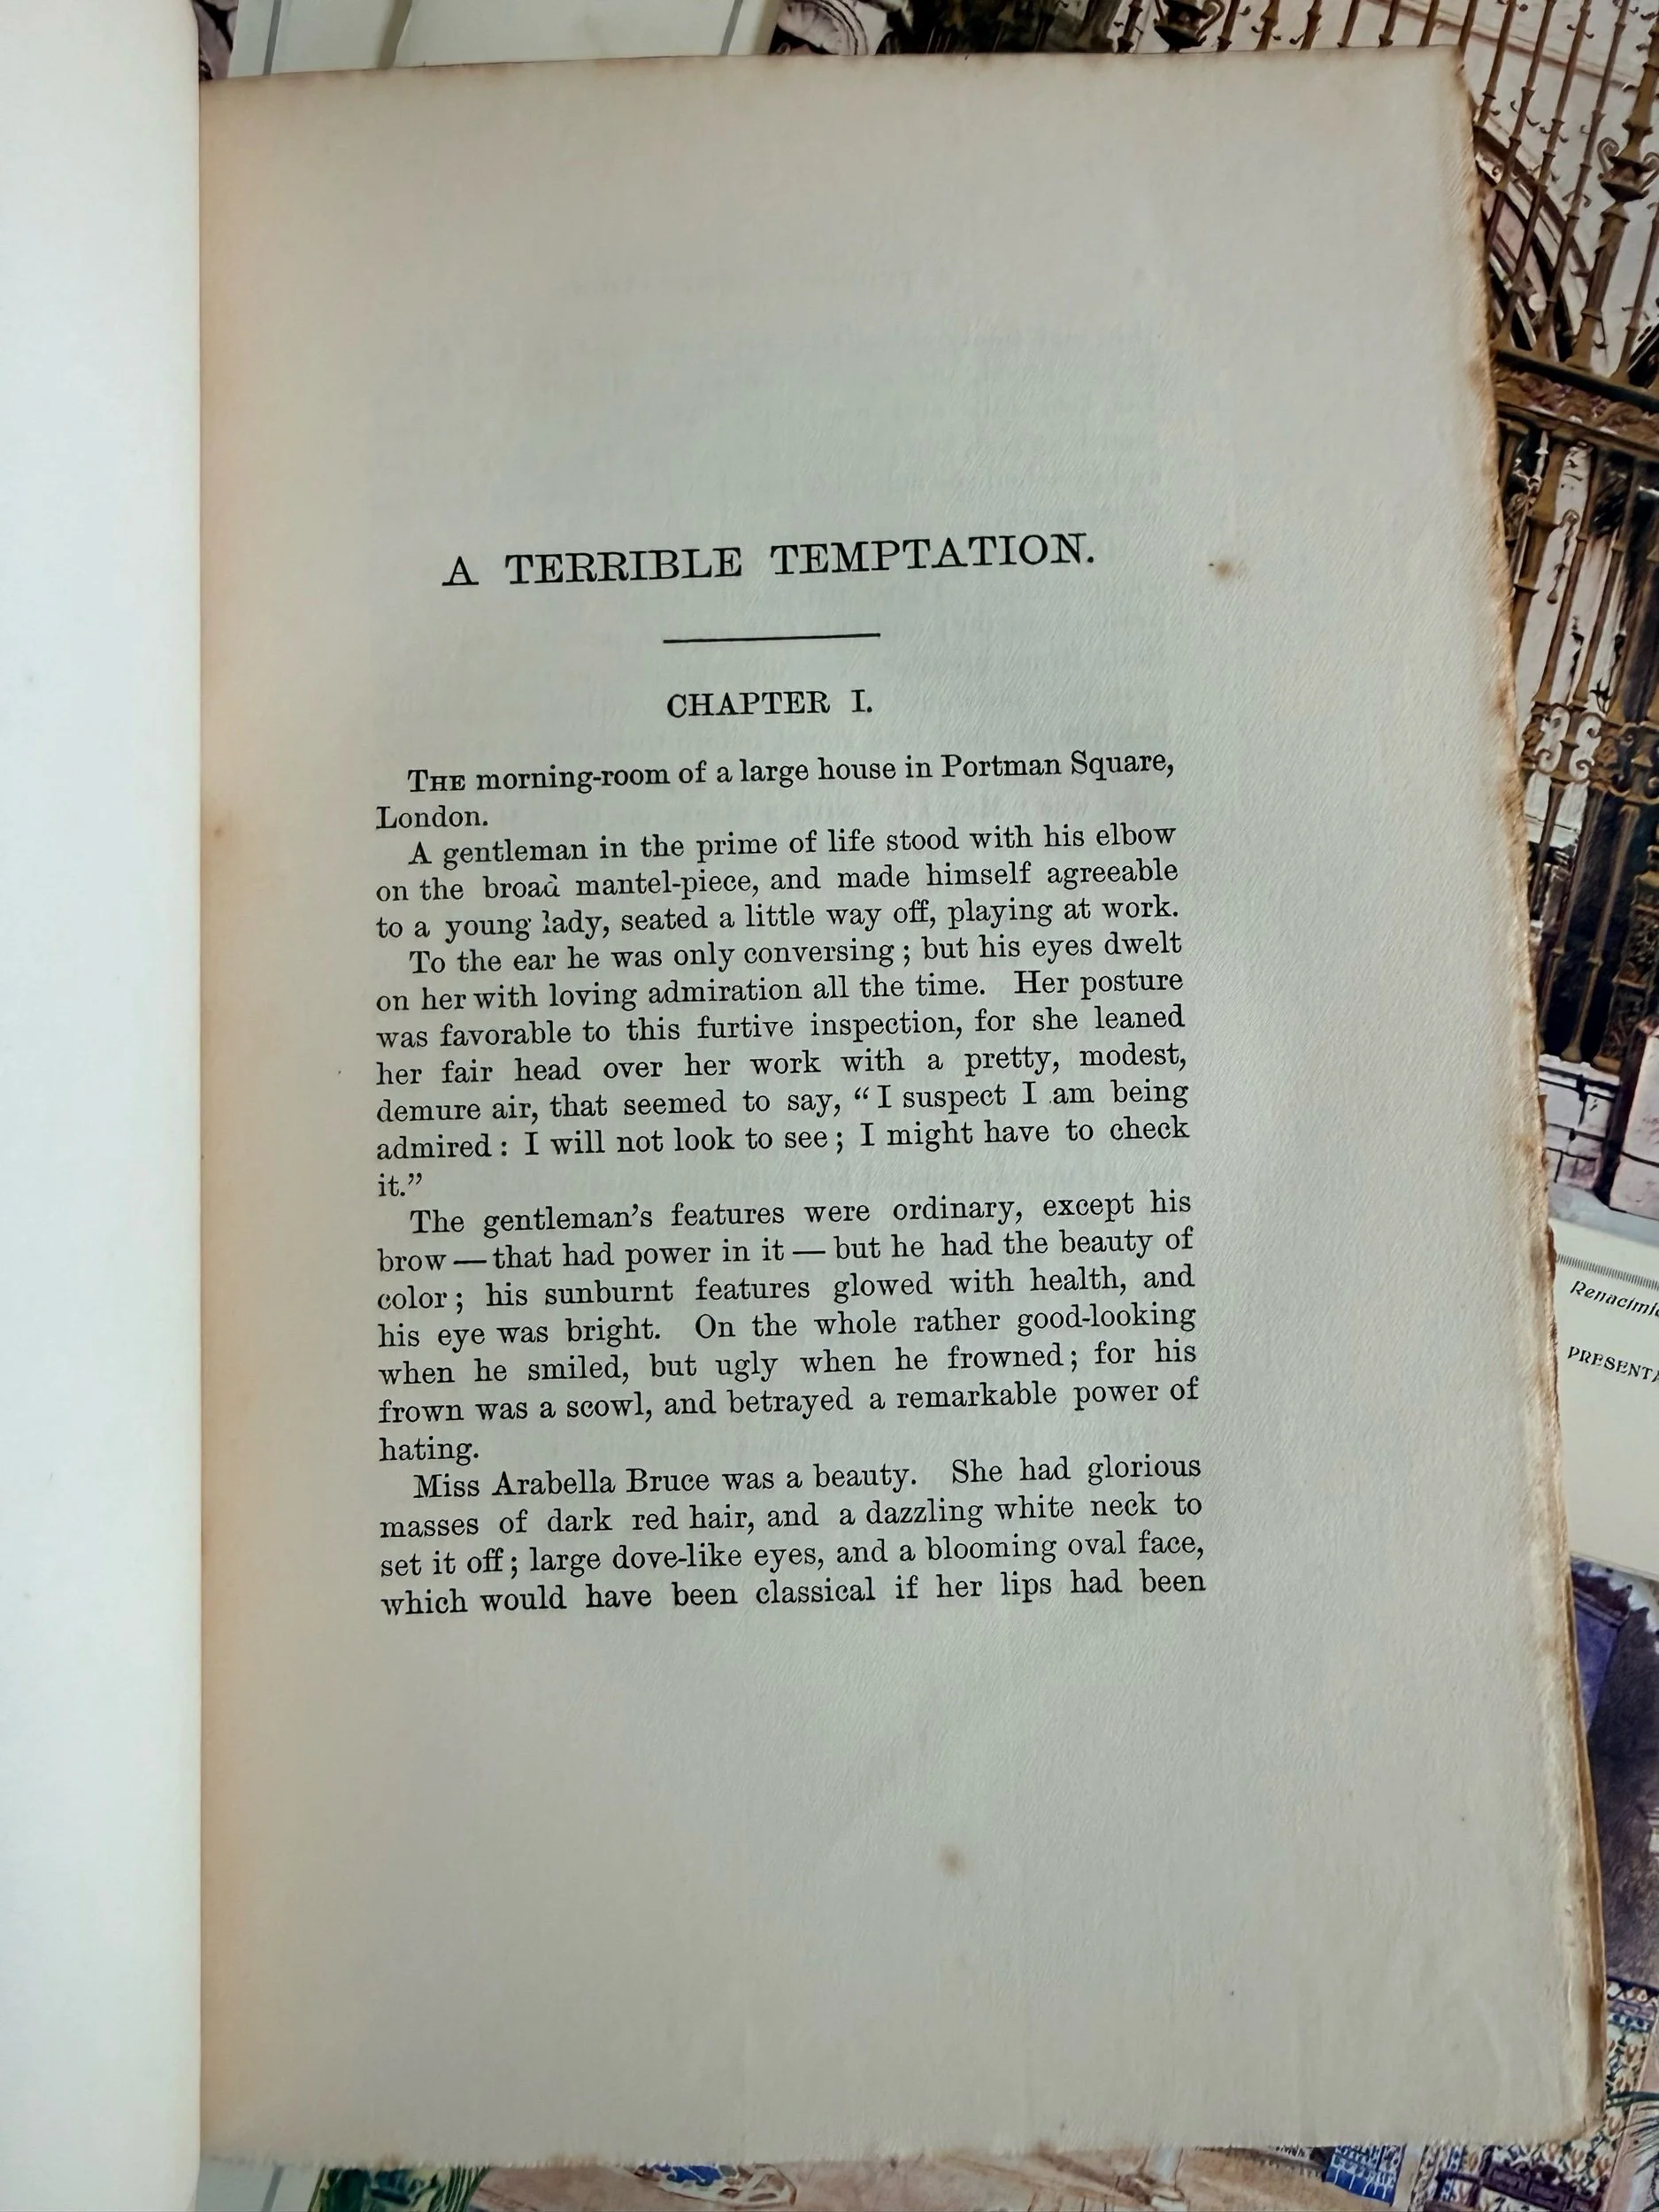 A TERRIBLE TEMPTATION.
CHAPTER I.
THE morning-room of a large house in Portman Square,
London.
A gentleman in the prime of life stood with his elbow
on the broad mantel-piece, and made himself agreeable
to a young lady, seated a little way off, playing at work.
To the ear he was only conversing; but his eyes dwelt
on her with loving admiration all the time. Her posture
was favorable to this furtive inspection, for she leaned
her fair head over her work with a pretty, modest,
demure air, that seemed to say, “I suspect I am being
admired: I will not look to see; I might have to check
it.”
The gentleman’s features were ordinary, except his
brow — that had power in it — but he had the beauty of
color; his sunburnt features glowed with health, and
his eye was bright. On the whole rather good-looking
when he smiled, but ugly when he frowned; for his
frown was a scowl, and betrayed a remarkable power of
hating.
Miss Arabella Bruce was a beauty. She had glorious
masses of dark red hair, and a dazzling white neck to
set it off; large dove-like eyes, and a blooming oval face,
which would have been classical if her lips had been